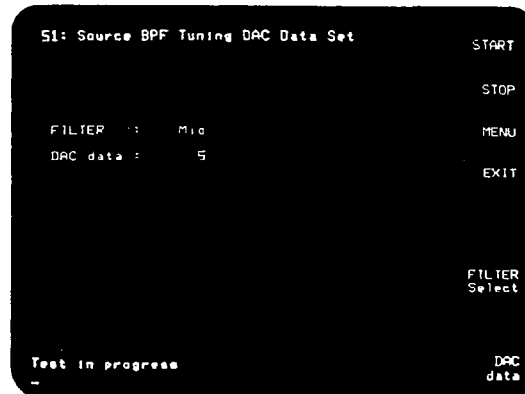 51: Source BPF Tuning DAC Data Set
START
STOP
FILTER : Mid
MENU
DAC data : 5
EXIT
FILTER
Select
Test in progress
DAC
data